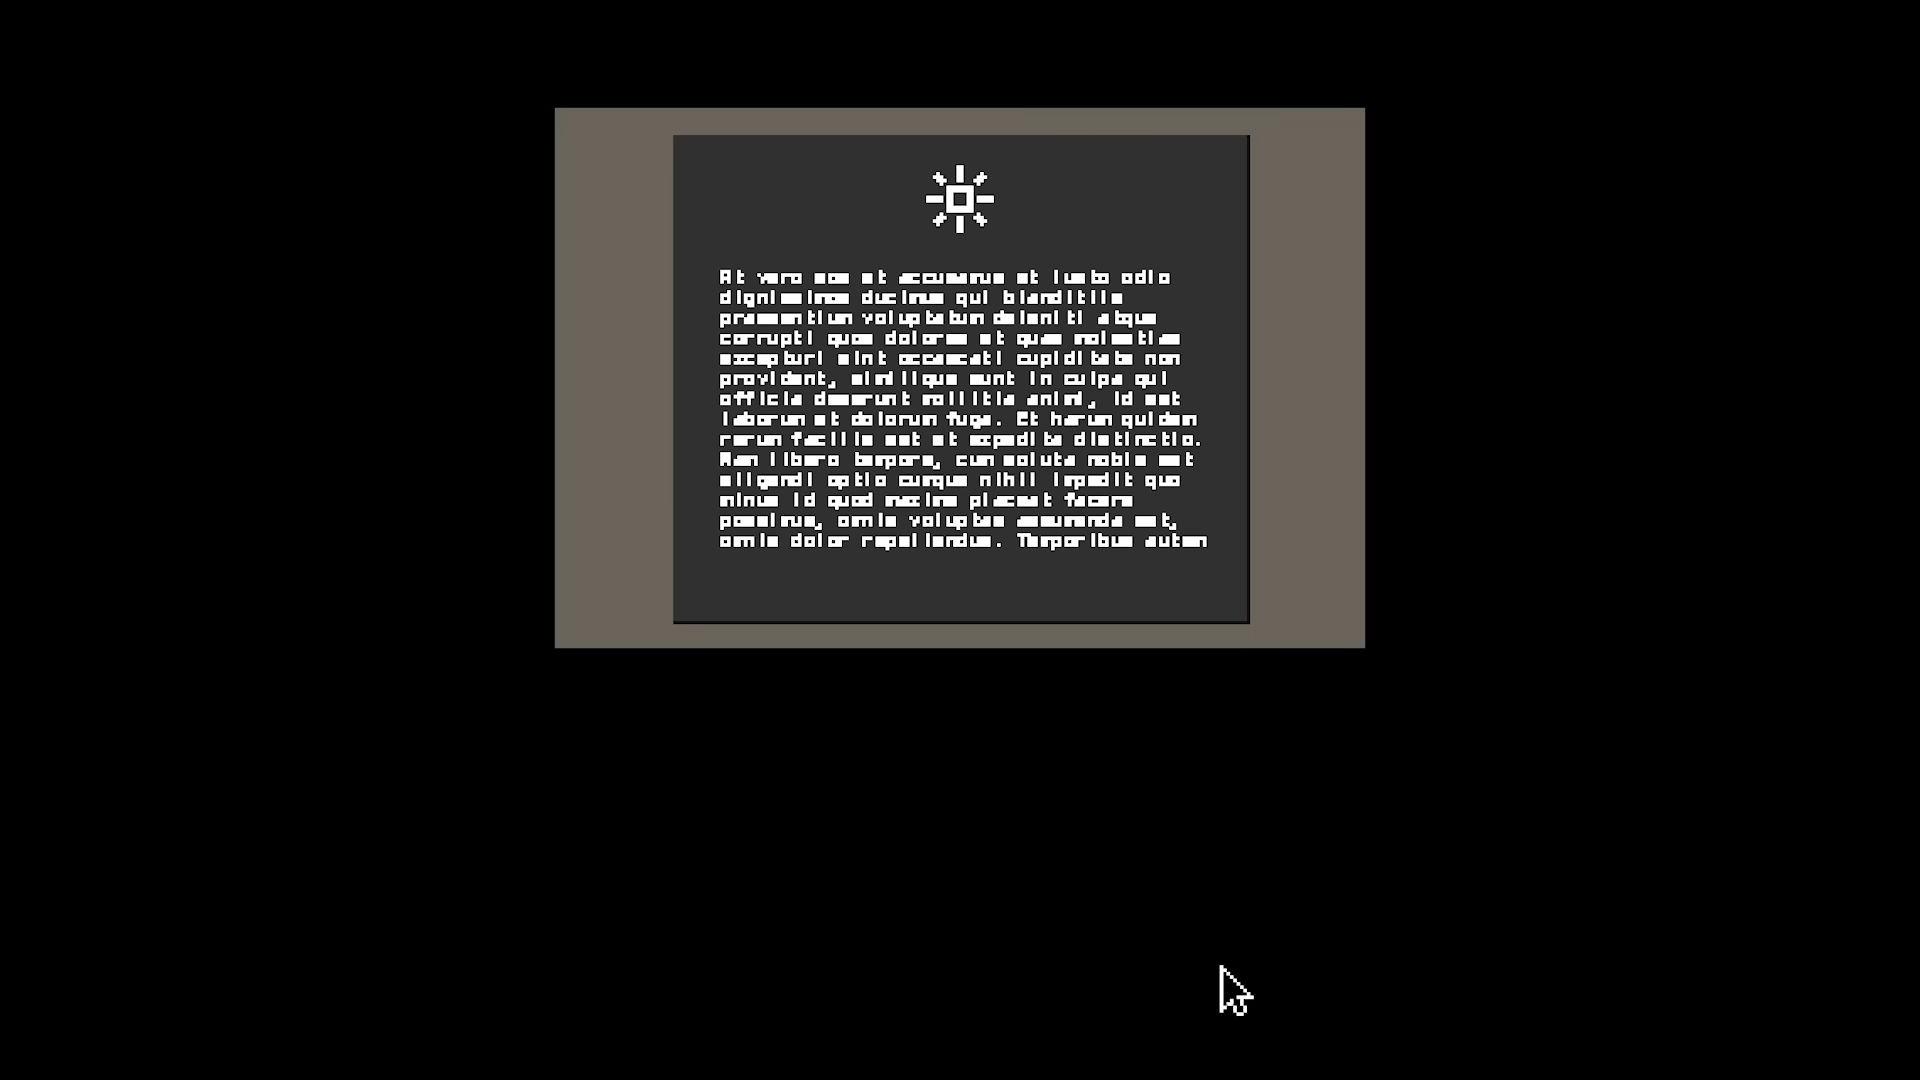 At vero eos et accusamus et iusto odio
dignissimos ducimus qui blanditiis
praesentium voluptatum deleniti atque
corrupti quos dolores et quas molestias
excepturi sint occaecati cupiditate non
provident, similique sunt in culpa qui
officia deserunt mollitia animi, id est
laborum et dolorum fuga. Et harum quidem
rerum facilis est et expedita distinctio.
Nam libero tempore, cum soluta nobis est
eligendi optio cumque nihil impedit quo
minus id quod maxime placeat facere
possimus, omnis voluptas assumenda est,
omnis dolor repellendus. Temporibus autem